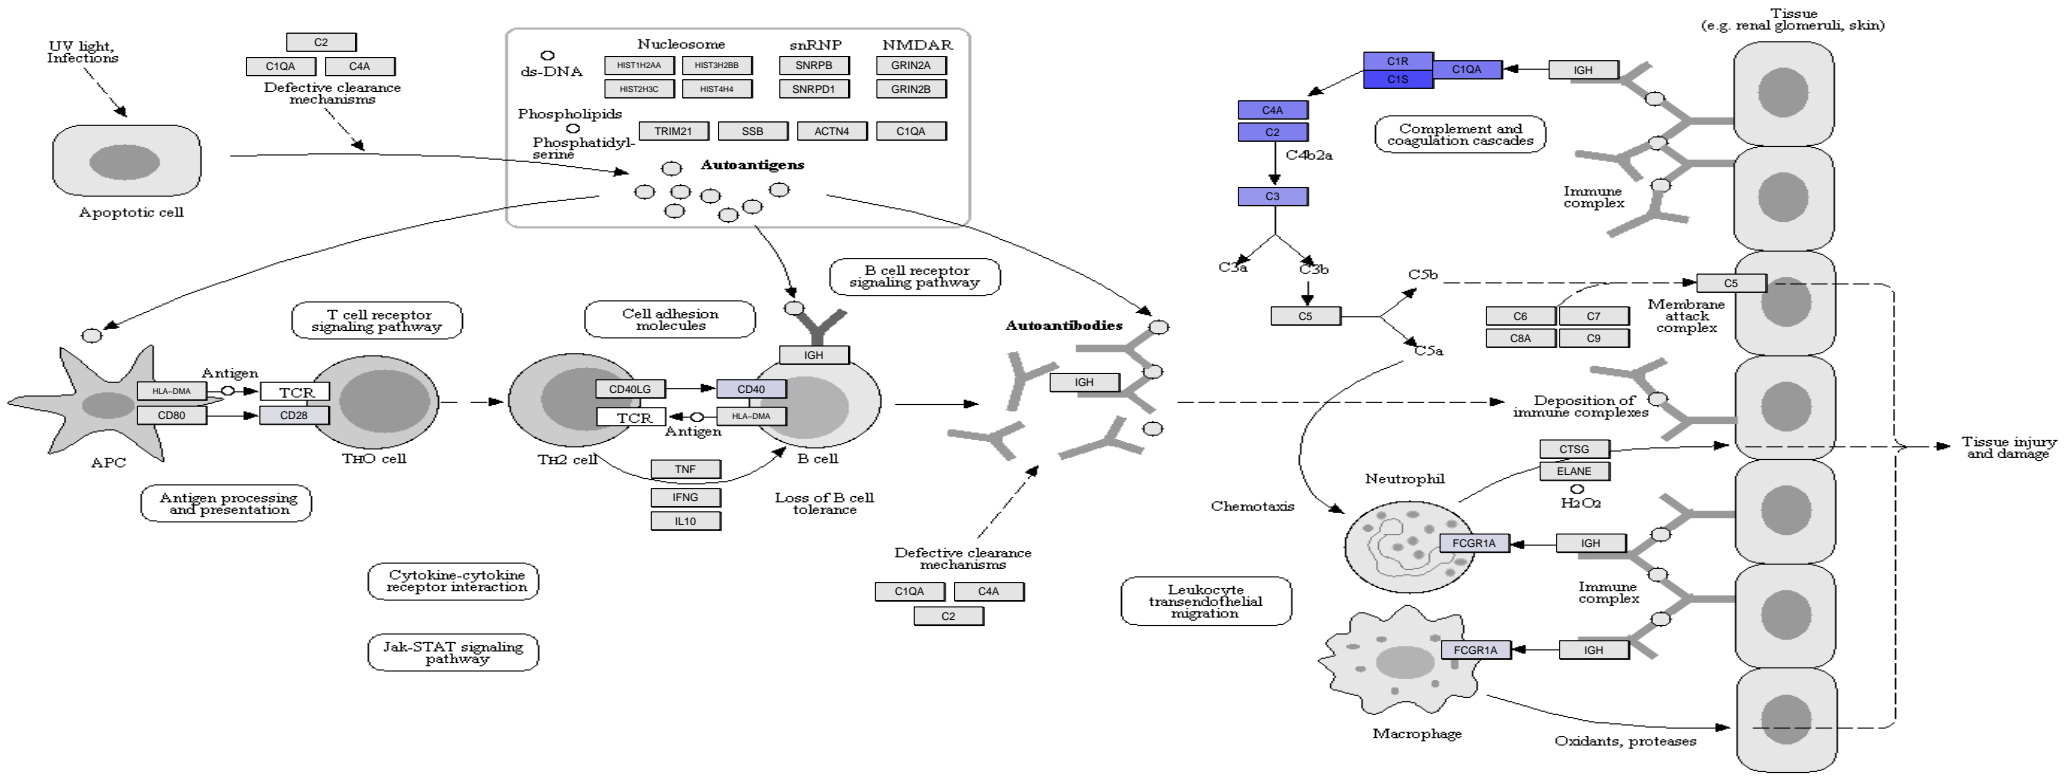 UV light,
Infections
C2
C1QA
C4A
Defective clearance
mechanisms
Apoptotic cell
Nucleosome
snRNP
NMDAR
ds-DNA
HIST1H2AA
HIST3H2BB
SNRPB
GRIN2A
HIST2H3C
HIST4H4
SNRPD1
GRIN2B
Phospholipids
Phosphatidyl-
serine
TRIM21
SSB
ACTN4
C1QA
Autoantigens
Tissue
(e.g. renal glomeruli, skin)
C1R
C1S
C1QA
IGH
C4A
C2
C4b2a
Complement and
coagulation cascades
C3
Immune
complex
C3a
C3b
C5
C5b
C5a
C6
C7
C8A
C9
C5
Membrane
attack
complex
T cell receptor
signaling pathway
Cell adhesion
molecules
B cell receptor
signaling pathway
IGH
Autoantibodies
IGH
Antigen
HLA-DMA
TCR
CD80
CD28
CD40LG
CD40
TCR
HLA-DMA
Antigen
APC
TH0 cell
TH2 cell
B cell
Antigen processing
and presentation
TNF
IFNG
IL10
Loss of B cell
tolerance
Deposition of
immune complexes
Tissue injury
and damage
CTSG
ELANE
H2O2
Neutrophil
Chemotaxis
FCGR1A
IGH
Defective clearance
mechanisms
C1QA
C4A
C2
Cytokine-cytokine
receptor interaction
Leukocyte
transendothelial
migration
Immune
complex
Jak-STAT signaling
pathway
FCGR1A
IGH
Macrophage
Oxidants, proteases